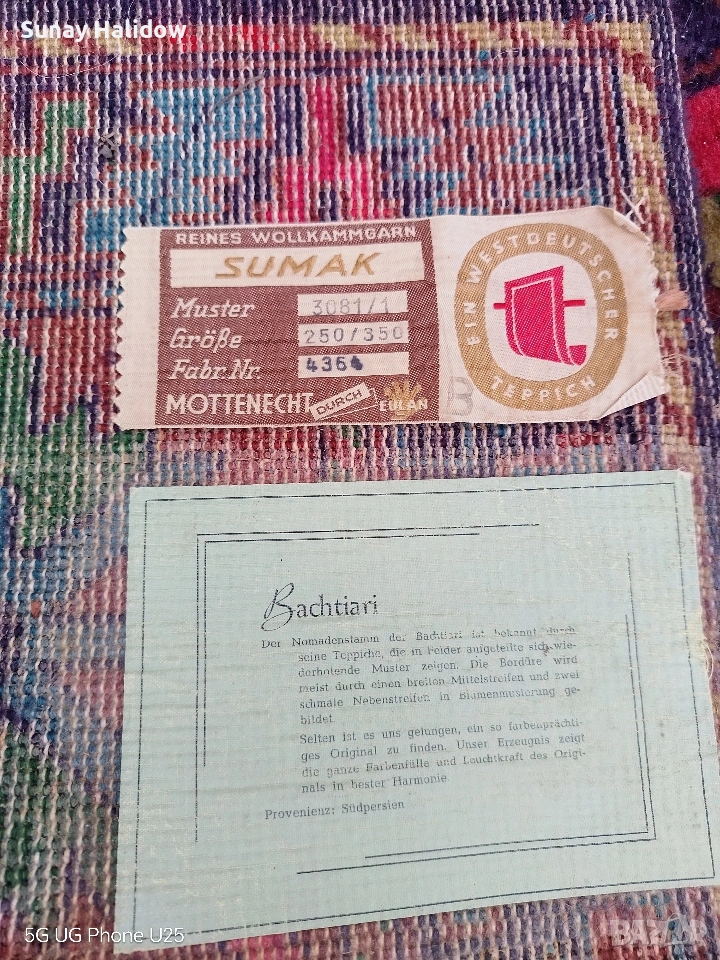 Sunay Halidow
REINES WOLLKAMMGARN
SUMAK
Muster 3081/1
Größe 250/350
Fabr. Nr. 4364
MOTTENECHT DURCH EULAN
B
EIN WESTDEUTSCHER
TEPPICH
Bachtiari
Der Nomadenstamm der Bachtiari ist bekannt durch
seine Teppiche, die in Felder aufgeteilte sich wie-
derholende Muster zeigen. Die Bordüre wird
meist durch einen breiten Mittelstreifen und zwei
schmale Nebenstreifen in Blumenmusterung ge-
bildet.
Selten ist es uns gelungen, ein so farbenprächti-
ges Original zu finden. Unser Erzeugnis zeigt
die ganze Farbenfülle und Leuchtkraft des Origi-
nals in bester Harmonie.
Provenienz: Südpersien
5G UG Phone U25
BAZAR